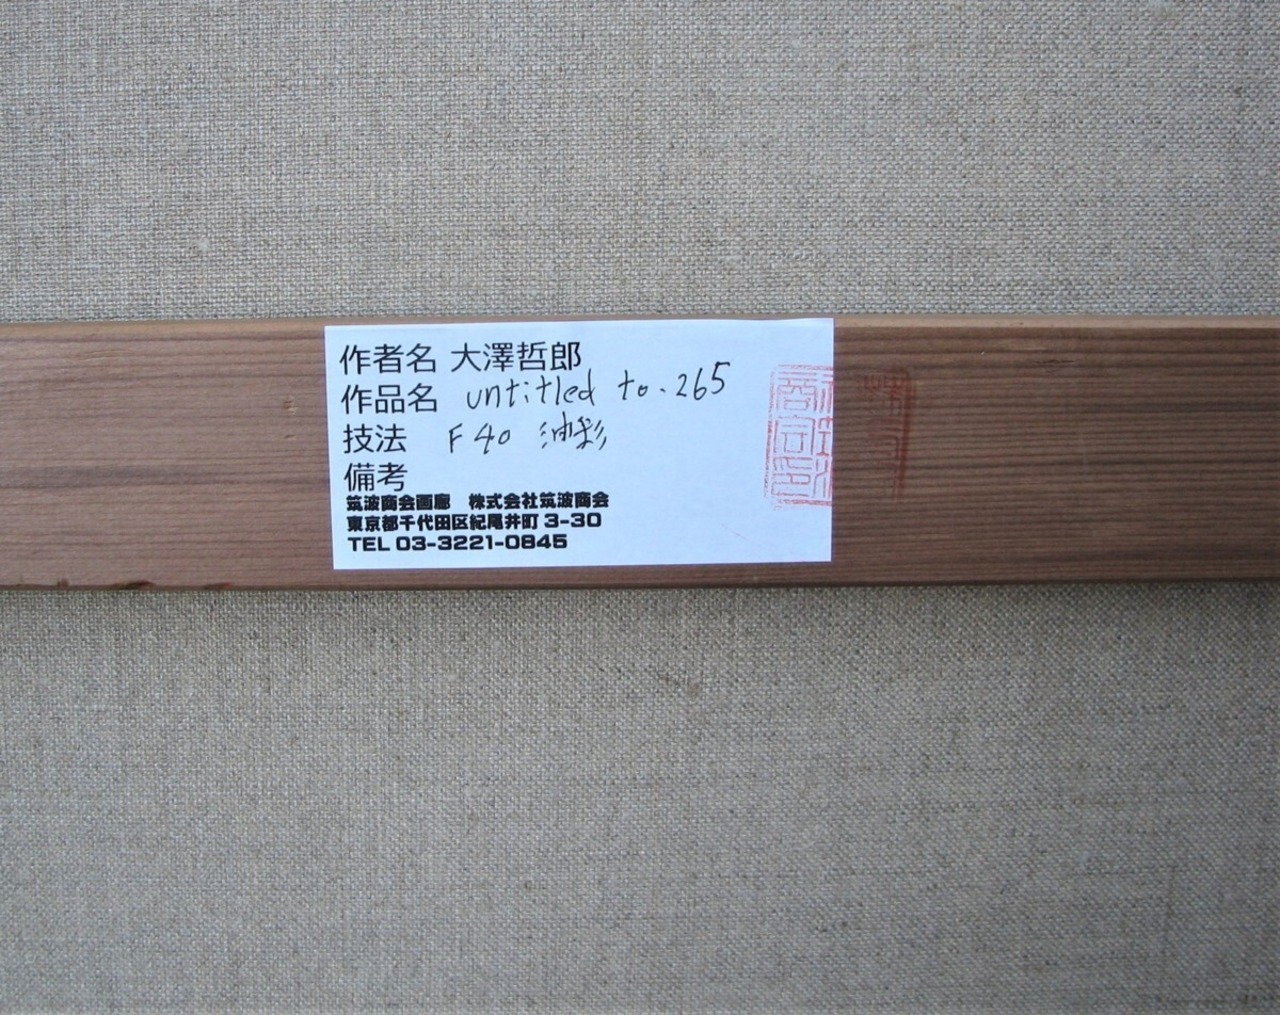 作者名 大澤哲郎
作品名 untitled to.265
技法 F40 油彩
備考
筑波商会画廊 株式会社筑波商会
東京都千代田区紀尾井町3-30
TEL 03-3221-0845